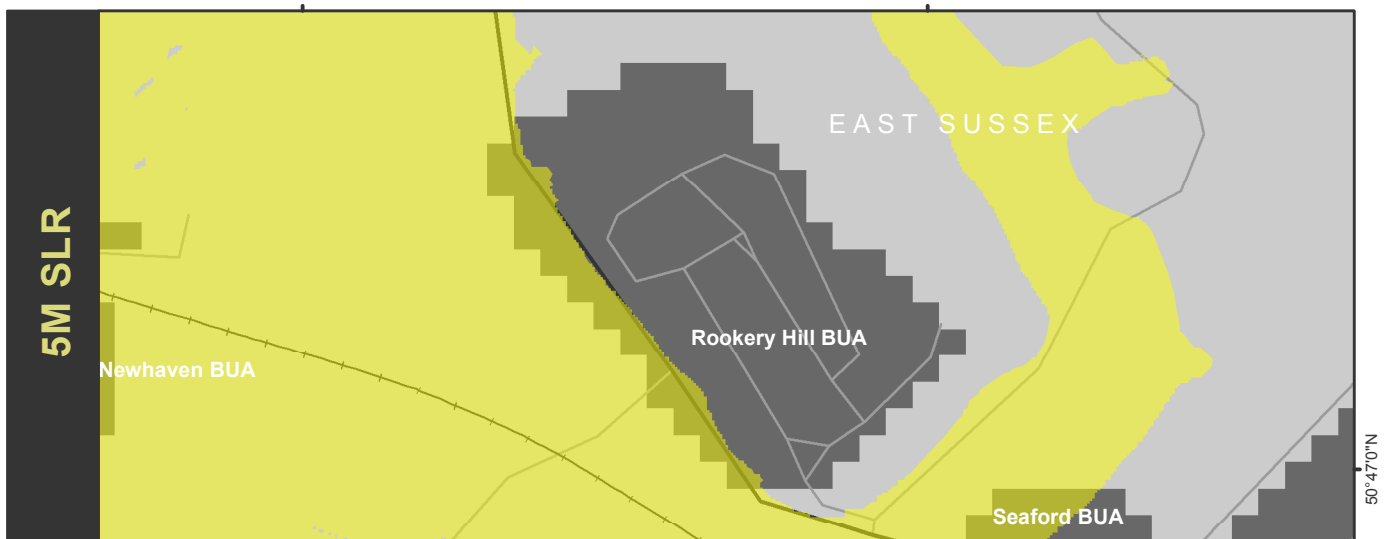 5M SLR
EAST SUSSEX
Rookery Hill BUA
Newhaven BUA
Seaford BUA
50°47'0"N